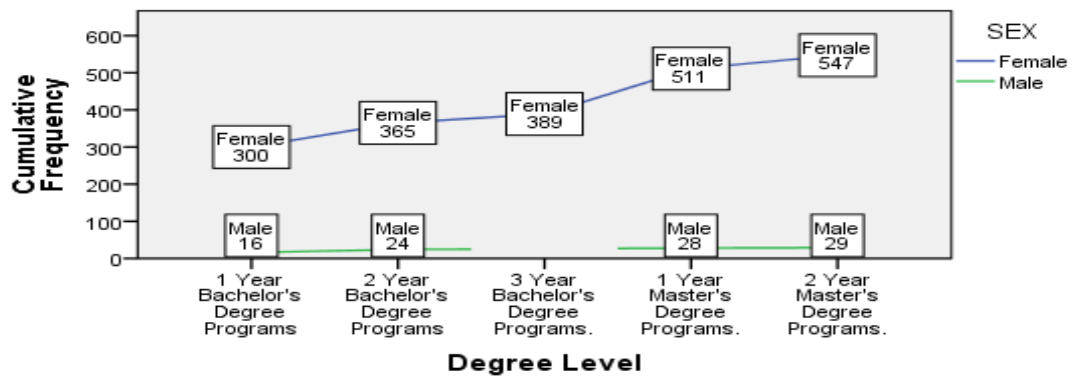 Cumulative
Frequency
600
500
400
300
200
100
0
Female
300
Female
365
Female
389
Female
511
Female
547
Male
16
Male
24
Male
28
Male
29
SEX
Female
Male
1 Year
Bachelor's
Degree
Programs
2 Year
Bachelor's
Degree
Programs
3 Year
Bachelor's
Degree
Programs.
1 Year
Master's
Degree
Programs.
2 Year
Master's
Degree
Programs.
Degree Level